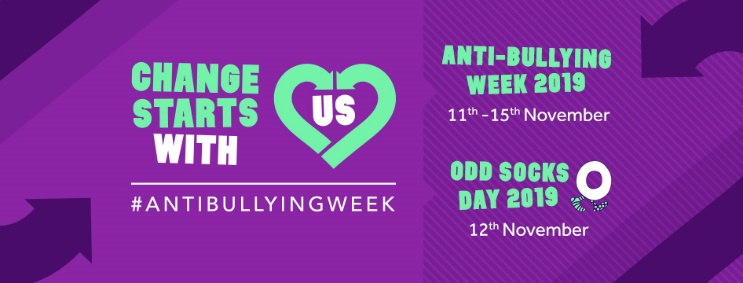 CHANGE
STARTS
WITH
US
#ANTIBULLYINGWEEK
ANTI-BULLYING
WEEK 2019
11th -15th November
ODD SOCKS
DAY 2019
12th November